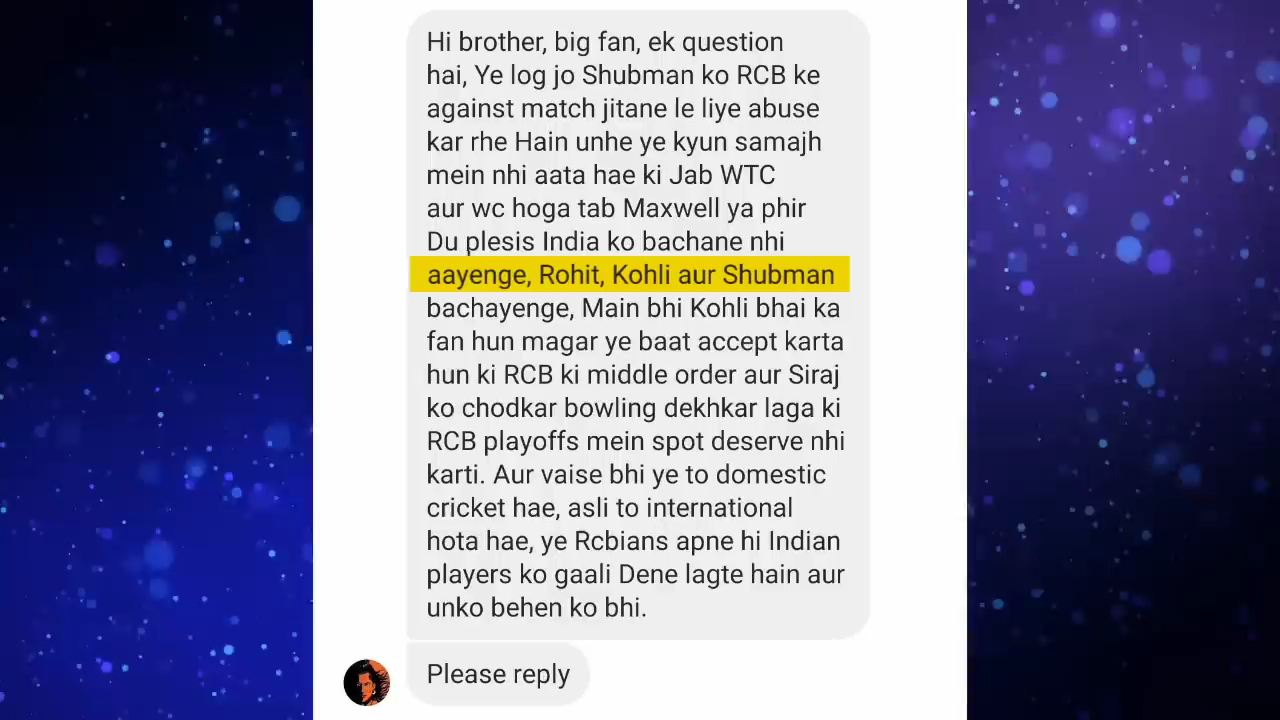 Hi brother, big fan, ek question
hai, Ye log jo Shubman ko RCB ke
against match jitane le liye abuse
kar rhe Hain unhe ye kyun samajh
mein nhi aata hae ki Jab WTC
aur wc hoga tab Maxwell ya phir
Du plesis India ko bachane nhi
aayenge, Rohit, Kohli aur Shubman
bachayenge, Main bhi Kohli bhai ka
fan hun magar ye baat accept karta
hun ki RCB ki middle order aur Siraj
ko chodkar bowling dekhkar laga ki
RCB playoffs mein spot deserve nhi
karti. Aur vaise bhi ye to domestic
cricket hae, asli to international
hota hae, ye Rcbians apne hi Indian
players ko gaali Dene lagte hain aur
unko behen ko bhi.
Please reply